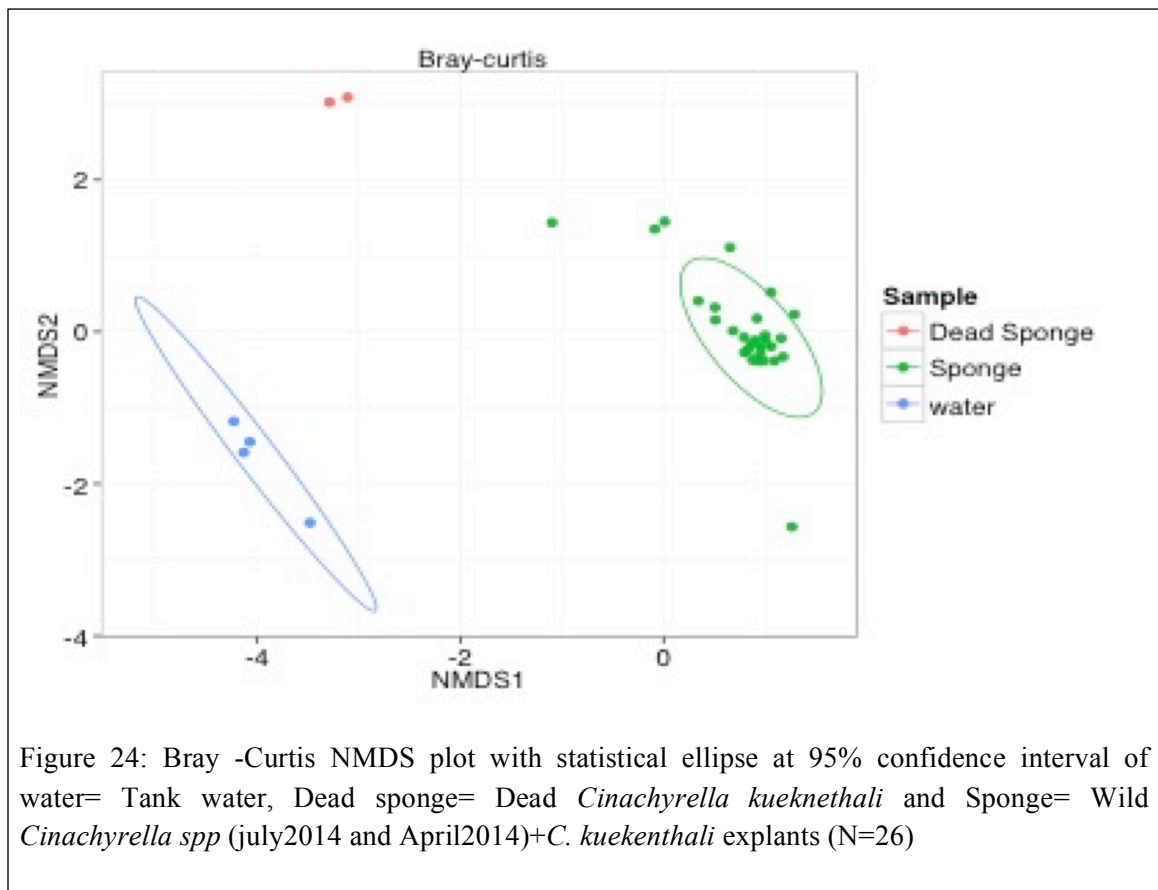 Bray-curtis
2
0
-2
-4
NMDS2
-4
-2
0
NMDS1
Sample
Dead Sponge
Sponge
water
Figure 24: Bray -Curtis NMDS plot with statistical ellipse at 95% confidence interval of
water= Tank water, Dead sponge= Dead Cinachyrella kueknethali and Sponge= Wild
Cinachyrella spp (july2014 and April2014)+C. kuekenthali explants (N=26)